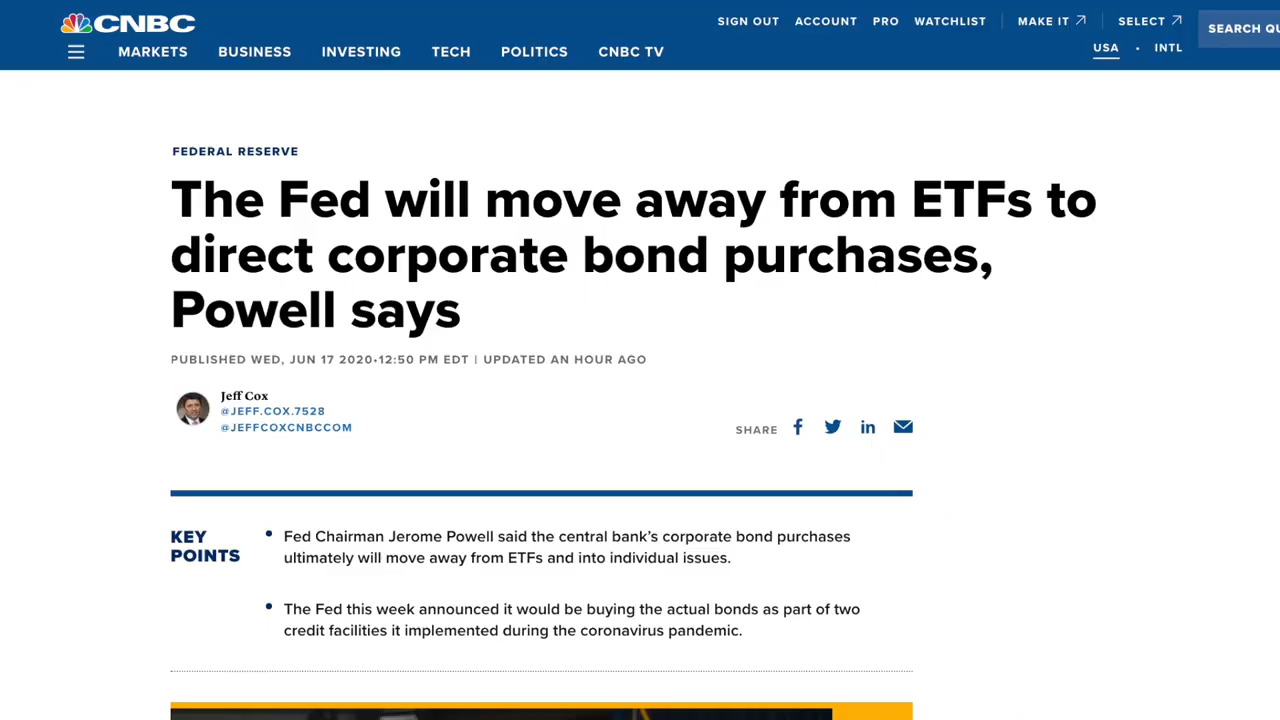 CNBC
SIGN OUT ACCOUNT PRO WATCHLIST MAKE IT SELECT
SEARCH QU
USA • INTL
MARKETS BUSINESS INVESTING TECH POLITICS CNBC TV
FEDERAL RESERVE
The Fed will move away from ETFs to
direct corporate bond purchases,
Powell says
PUBLISHED WED, JUN 17 2020•12:50 PM EDT | UPDATED AN HOUR AGO
Jeff Cox
@JEFF.COX.7528
@JEFFCOXCNBCCOM
SHARE
KEY
POINTS
• Fed Chairman Jerome Powell said the central bank’s corporate bond purchases
ultimately will move away from ETFs and into individual issues.
• The Fed this week announced it would be buying the actual bonds as part of two
credit facilities it implemented during the coronavirus pandemic.